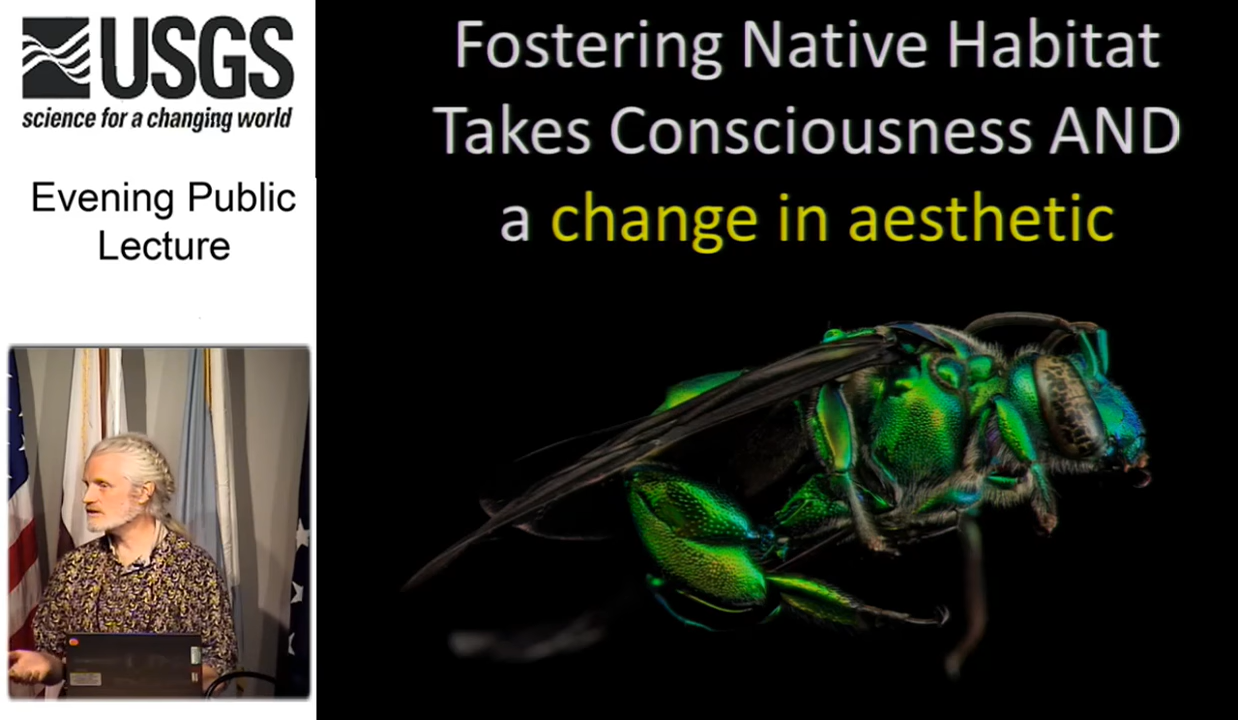 USGS
science for a changing world
Evening Public
Lecture
Fostering Native Habitat
Takes Consciousness AND
a change in aesthetic